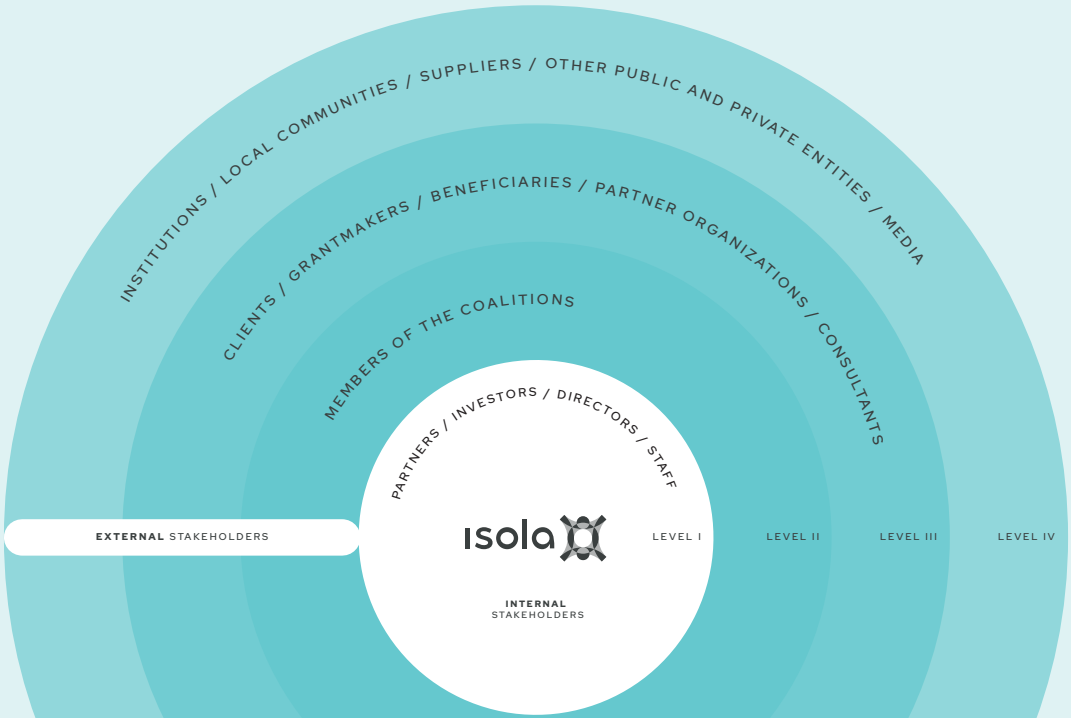 INSTITUTIONS / LOCAL COMMUNITIES / SUPPLIERS / OTHER PUBLIC AND PRIVATE ENTITIES / MEDIA
CLIENTS / GRANTMAKERS / BENEFICIARIES / PARTNER ORGANIZATIONS / CONSULTANTS
MEMBERS OF THE COALITIONS
PARTNERS / INVESTORS / DIRECTORS / STAFF
EXTERNAL STAKEHOLDERS
isola
LEVEL I
LEVEL II
LEVEL III
LEVEL IV
INTERNAL
STAKEHOLDERS